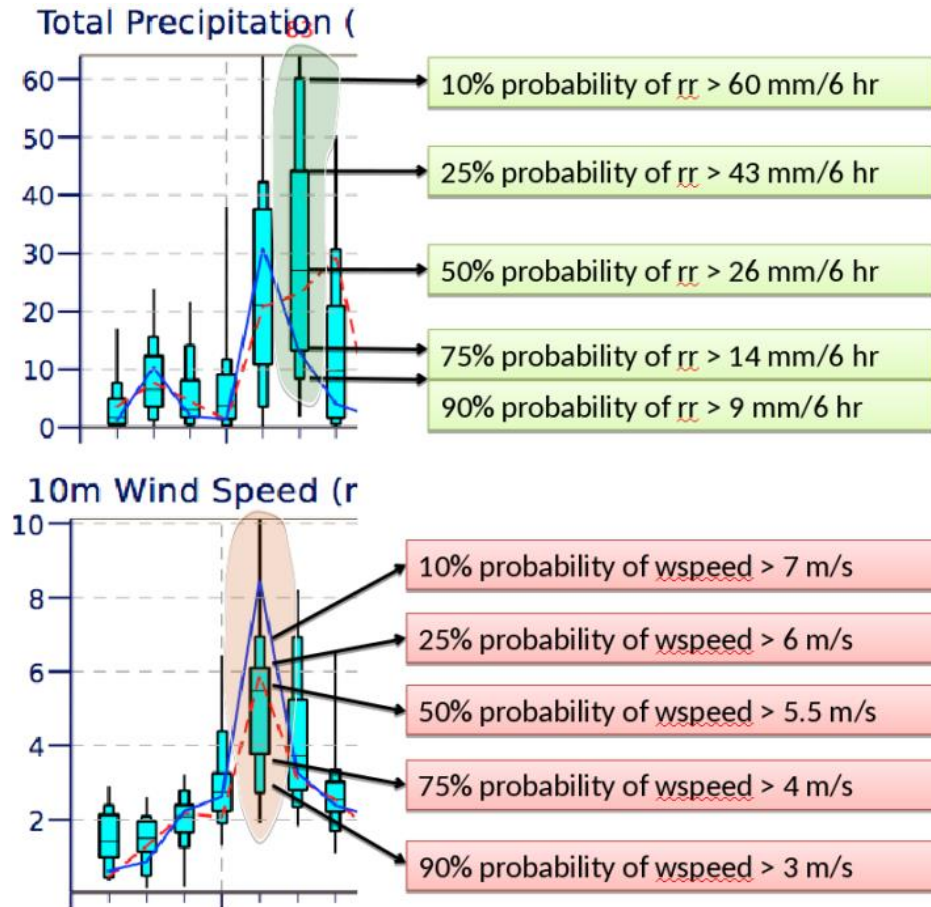 Total Precipitation (
83
60
10% probability of rr > 60 mm/6 hr
50
25% probability of rr > 43 mm/6 hr
40
30
50% probability of rr > 26 mm/6 hr
20
75% probability of rr > 14 mm/6 hr
10
90% probability of rr > 9 mm/6 hr
0
10m Wind Speed (r
10
10% probability of wspeed > 7 m/s
8
25% probability of wspeed > 6 m/s
6
50% probability of wspeed > 5.5 m/s
4
75% probability of wspeed > 4 m/s
2
90% probability of wspeed > 3 m/s